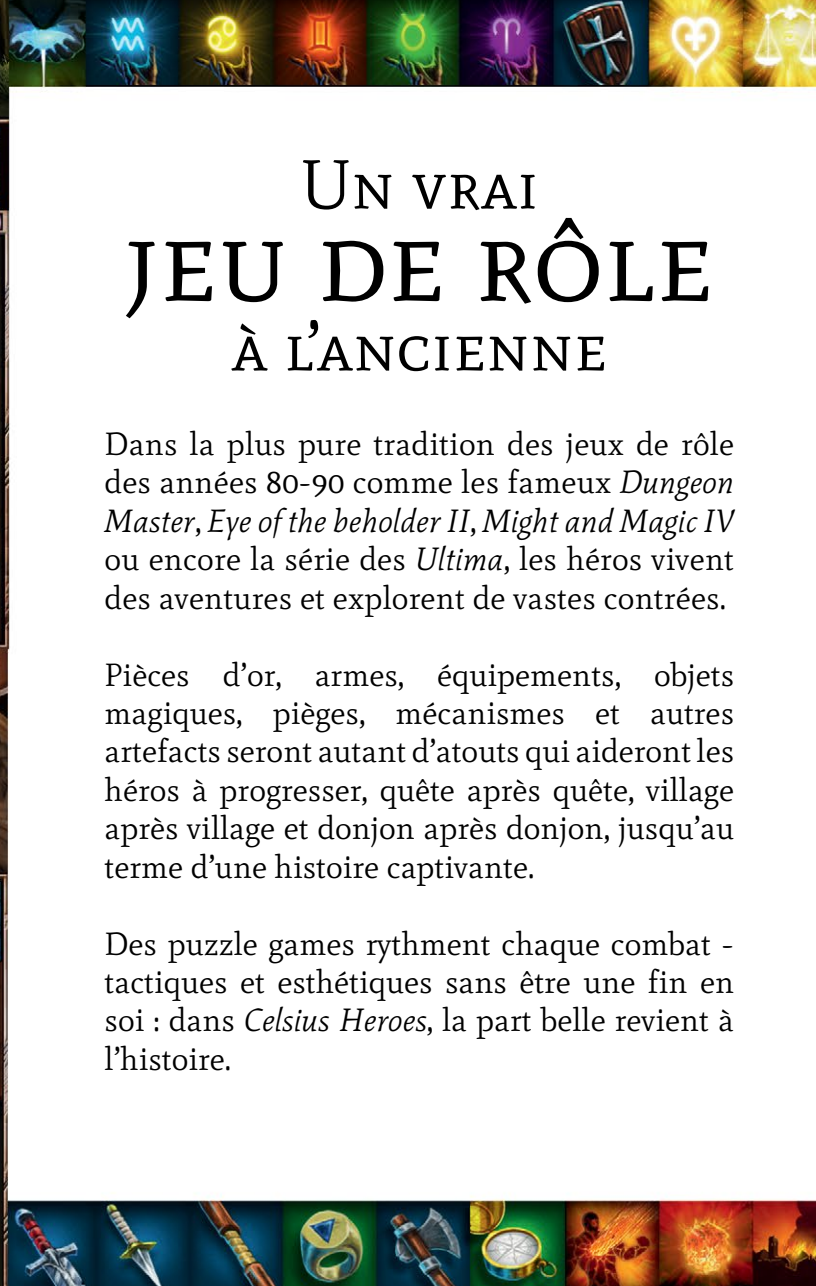 Un vrai
JEU DE RÔLE
à l’ancienne
Dans la plus pure tradition des jeux de rôle
des années 80-90 comme les fameux Dungeon
Master, Eye of the beholder II, Might and Magic IV
ou encore la série des Ultima, les héros vivent
des aventures et explorent de vastes contrées.
Pièces d’or, armes, équipements, objets
magiques, pièges, mécanismes et autres
artefacts seront autant d’atouts qui aideront les
héros à progresser, quête après quête, village
après village et donjon après donjon, jusqu’au
terme d’une histoire captivante.
Des puzzle games rythment chaque combat -
tactiques et esthétiques sans être une fin en
soi : dans Celsius Heroes, la part belle revient à
l’histoire.